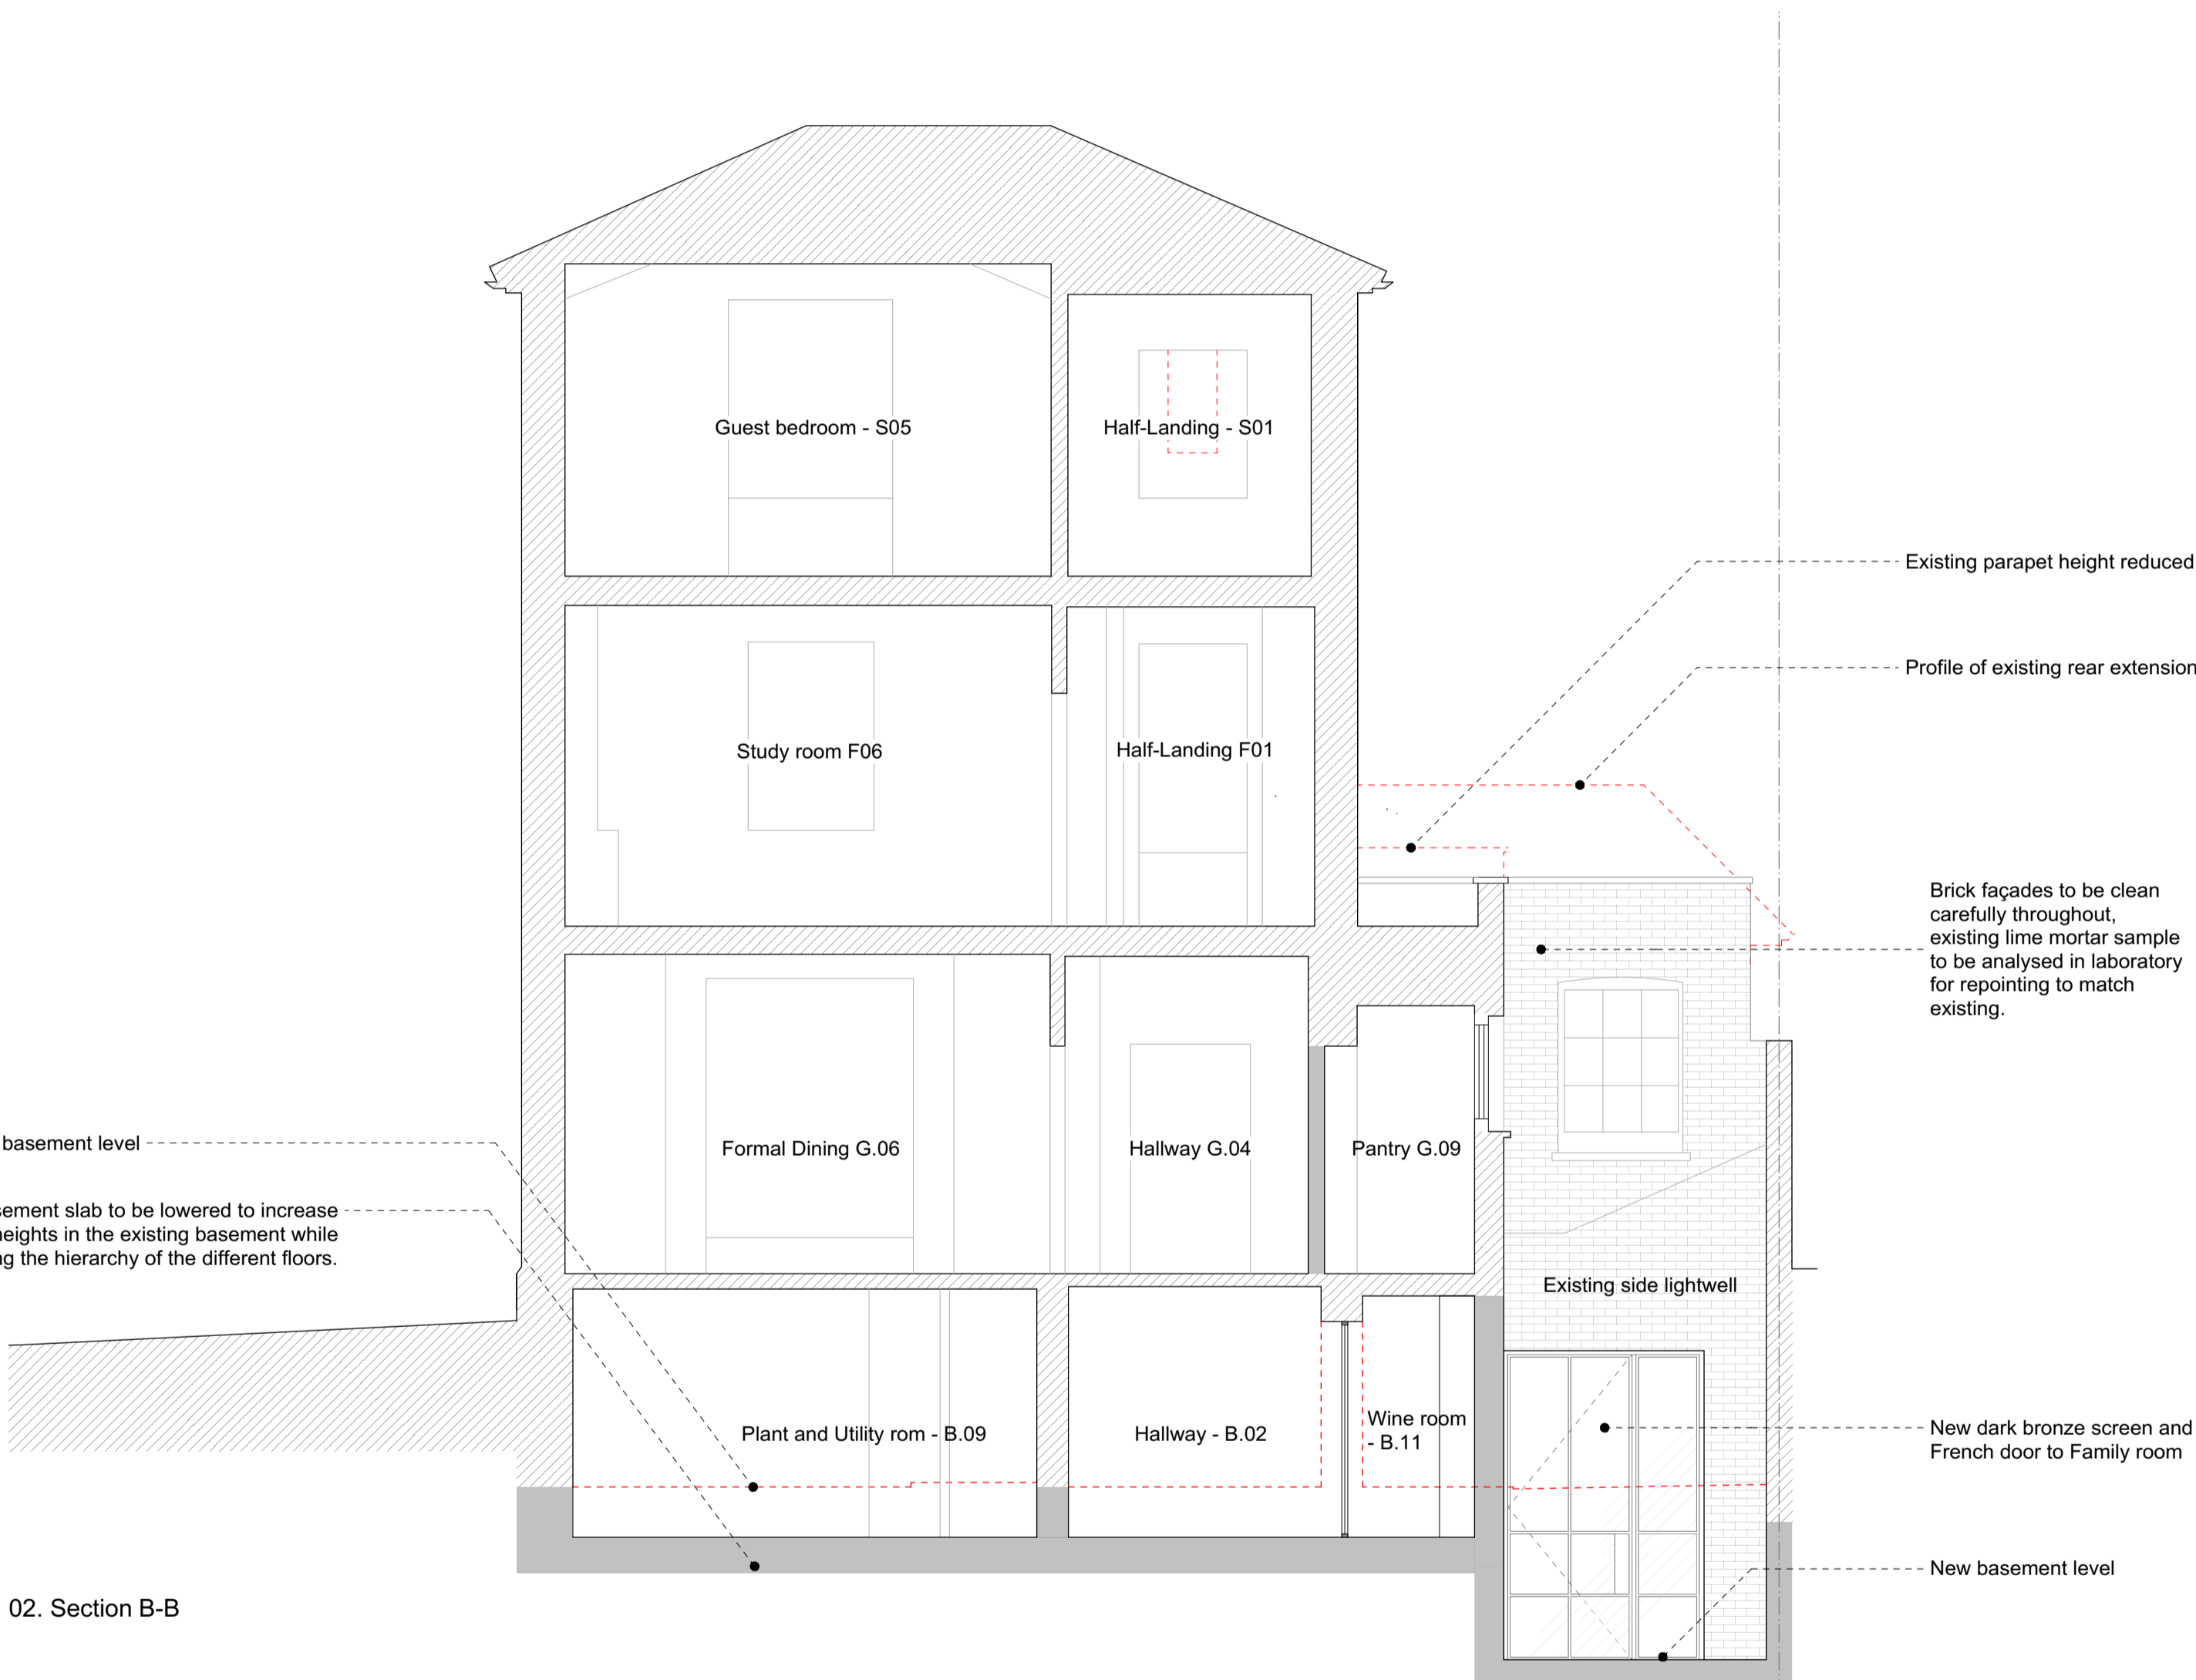 Guest bedroom - S05
Half-Landing - S01
Existing parapet height reduced
Profile of existing rear extension
Study room F06
Half-Landing F01
Brick façades to be clean
carefully throughout,
existing lime mortar sample
to be analysed in laboratory
for repointing to match
existing.
basement level
Formal Dining G.06
Hallway G.04
Pantry G.09
sement slab to be lowered to increase
eights in the existing basement while
ng the hierarchy of the different floors.
Existing side lightwell
Plant and Utility rom - B.09
Hallway - B.02
Wine room
- B.11
New dark bronze screen and
French door to Family room
New basement level
02. Section B-B